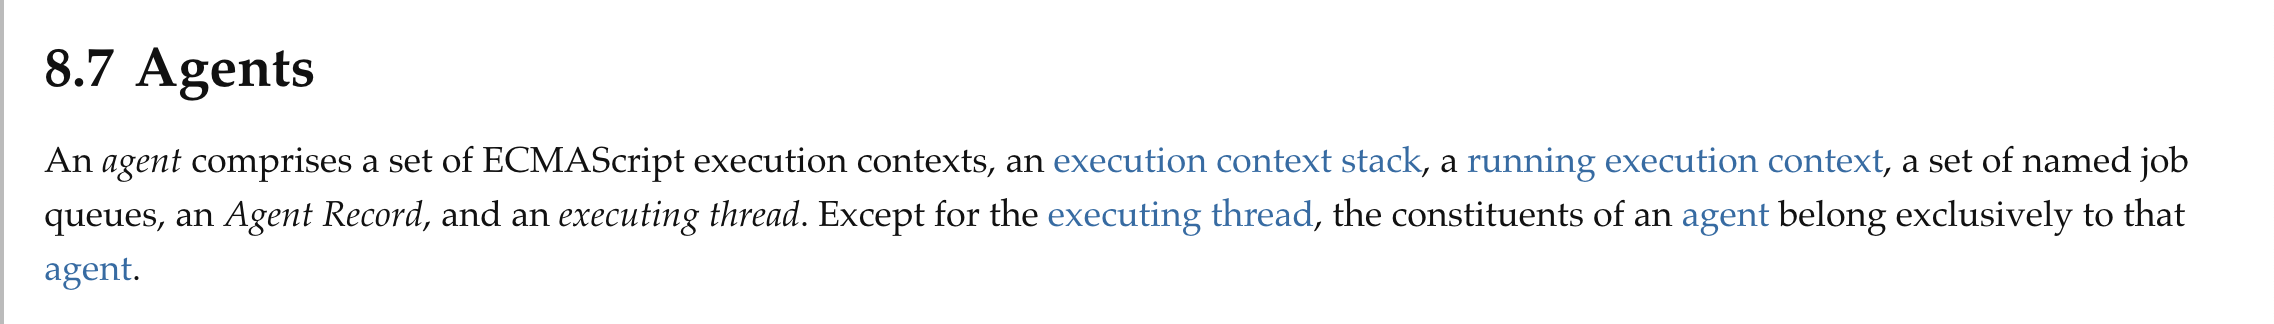 8.7 Agents
An agent comprises a set of ECMAScript execution contexts, an execution context stack, a running execution context, a set of named job
queues, an Agent Record, and an executing thread. Except for the executing thread, the constituents of an agent belong exclusively to that
agent.